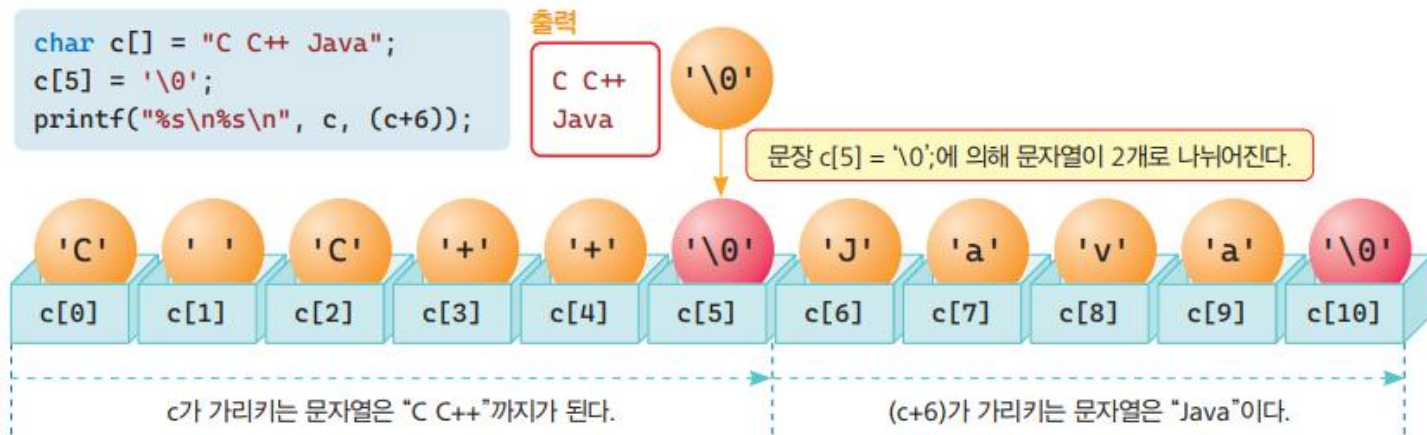 char c[] = "C C++ Java";
c[5] = '\0';
printf("%s\n%s\n", c, (c+6));
출력
C C++
Java
'\0'
문장 c[5] = '\0';에 의해 문자열이 2개로 나뉘어진다.
'C' ' ' 'C' '+' '+' '\0' 'J' 'a' 'v' 'a' '\0'
c[0] c[1] c[2] c[3] c[4] c[5] c[6] c[7] c[8] c[9] c[10]
c가 가리키는 문자열은 “C C++”까지가 된다.
(c+6)가 가리키는 문자열은 “Java”이다.